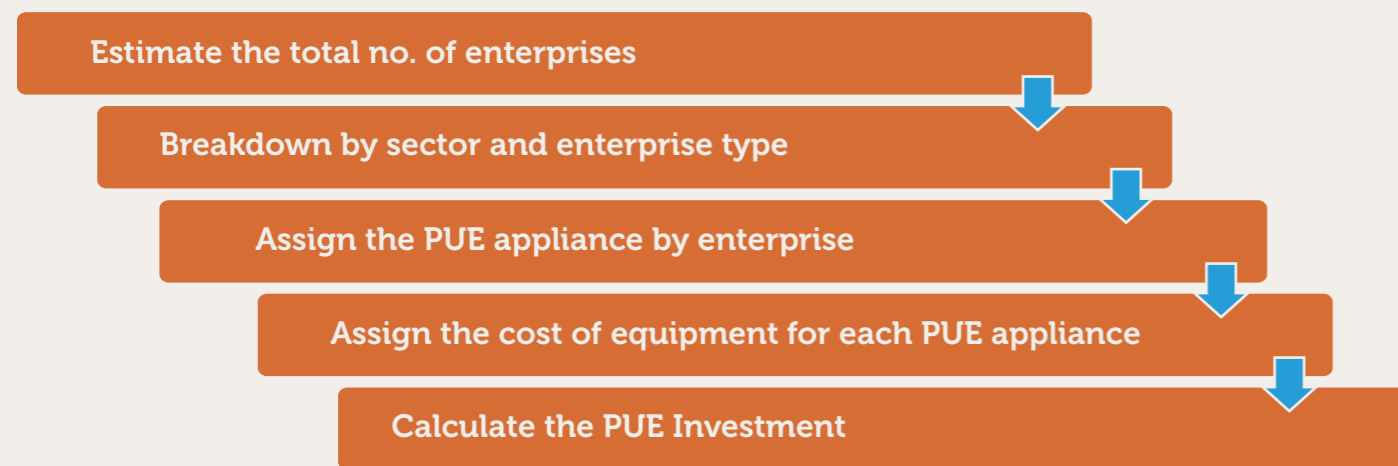 Estimate the total no. of enterprises
Breakdown by sector and enterprise type
Assign the PUE appliance by enterprise
Assign the cost of equipment for each PUE appliance
Calculate the PUE Investment